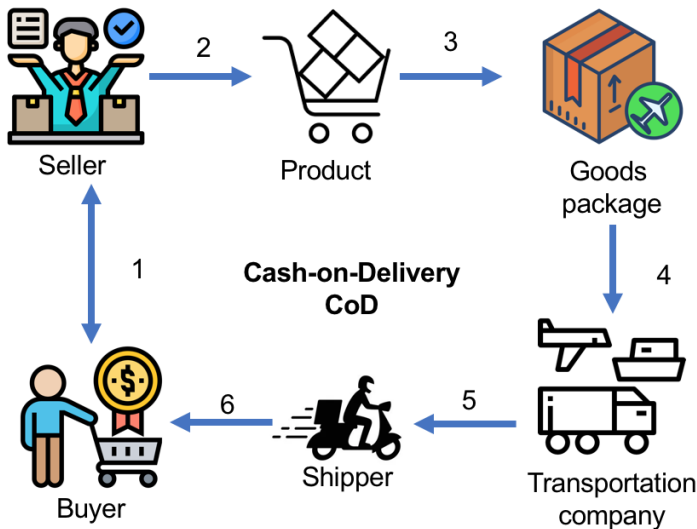 2
3
Seller
Product
Goods
package
1
Cash-on-Delivery
CoD
4
$
6
5
Buyer
Shipper
Transportation
company